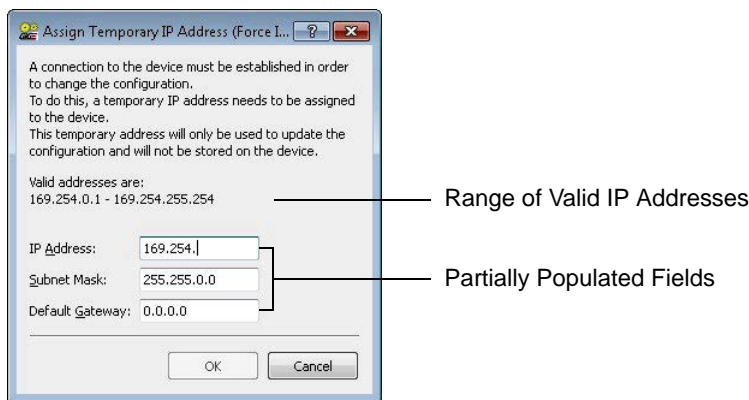 Assign Temporary IP Address (Force I...
A connection to the device must be established in order
to change the configuration.
To do this, a temporary IP address needs to be assigned
to the device.
This temporary address will only be used to update the
configuration and will not be stored on the device.
Valid addresses are:
169.254.0.1 - 169.254.255.254
Range of Valid IP Addresses
IP Address: 169.254.
Subnet Mask: 255.255.0.0
Partially Populated Fields
Default Gateway: 0.0.0.0
OK Cancel